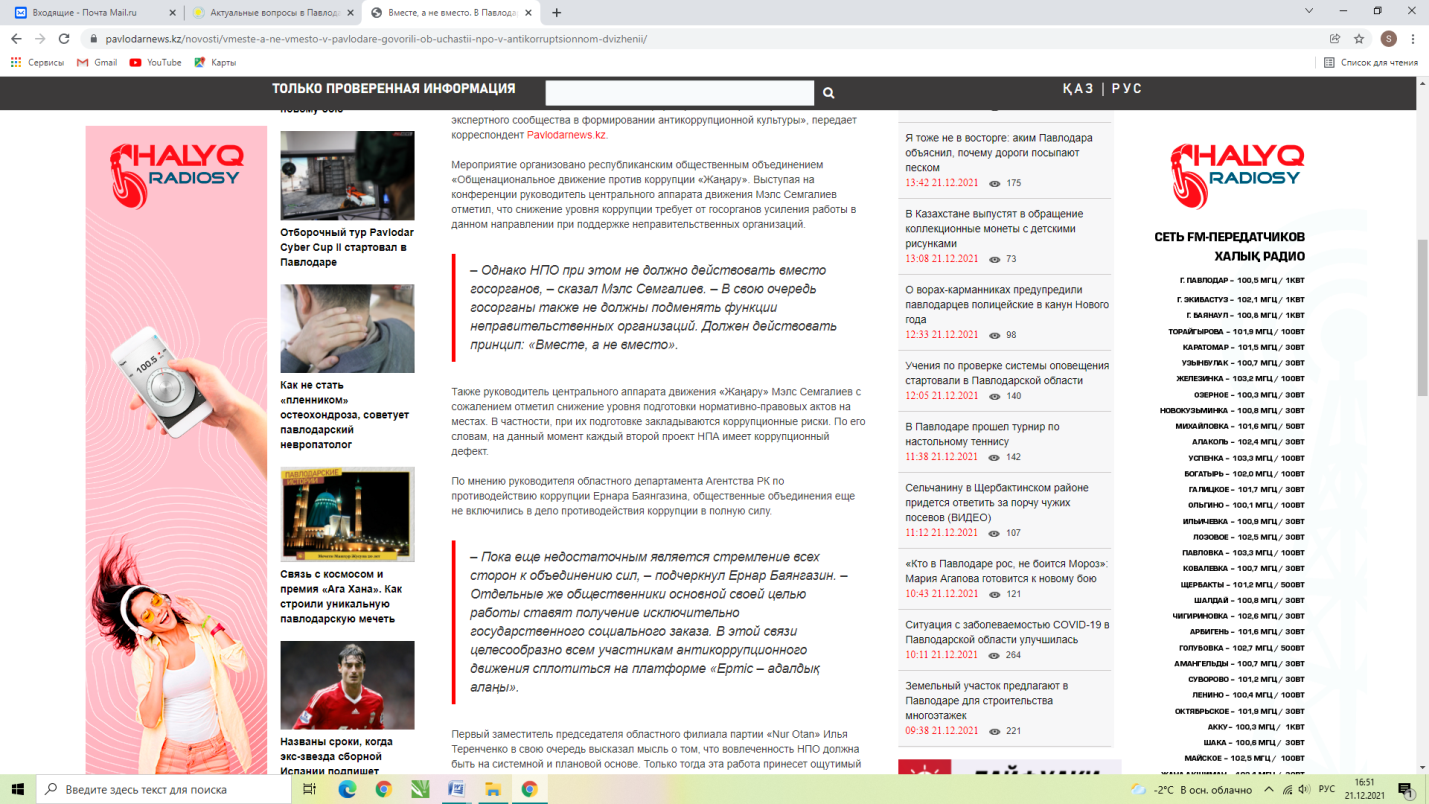 Входящие - Почта Mail.ru
Актуальные вопросы в Павлод
Вместе, а не вместо. В Павлода
pavlodarnews.kz/novosti/vmeste-a-ne-vmesto-v-pavlodare-govorili-ob-uchastii-npo-v-antikorruptsionnom-dvizhenii/
S
Сервисы
Gmail
YouTube
Карты
Список для чтения
ТОЛЬКО ПРОВЕРЕННАЯ ИНФОРМАЦИЯ
ҚАЗ | РУС
HALYQ
RADIOSY
100.5
новому бою
Отборочный тур Pavlodar
Cyber Cup II стартовал в
Павлодаре
Как не стать
«пленником»
остеохондроза, советует
павлодарский
невропатолог
ПАВЛОДАРСКИЕ
ИСТОРИИ
Связь с космосом и
премия «Ага Хана». Как
строили уникальную
павлодарскую мечеть
Названы сроки, когда
экс-звезда сборной
Испании подпишет
экспертного сообщества в формировании антикоррупционной культуры», передает
корреспондент Pavlodarnews.kz.
Мероприятие организовано республиканским общественным объединением
«Общенациональное движение против коррупции «Жаңару». Выступая на
конференции руководитель центрального аппарата движения Мэлс Семгалиев
отметил, что снижение уровня коррупции требует от госорганов усиления работы в
данном направлении при поддержке неправительственных организаций.
– Однако НПО при этом не должно действовать вместо
госорганов, – сказал Мэлс Семгалиев. – В свою очередь
госорганы также не должны подменять функции
неправительственных организаций. Должен действовать
принцип: «Вместе, а не вместо».
Также руководитель центрального аппарата движения «Жаңару» Мэлс Семгалиев с
сожалением отметил снижение уровня подготовки нормативно-правовых актов на
местах. В частности, при их подготовке закладываются коррупционные риски. По его
словам, на данный момент каждый второй проект НПА имеет коррупционный
дефект.
По мнению руководителя областного департамента Агентства РК по
противодействию коррупции Ернара Баянгазина, общественные объединения еще
не включились в дело противодействия коррупции в полную силу.
– Пока еще недостаточным является стремление всех
сторон к объединению сил, – подчеркнул Ернар Баянгазин. –
Отдельные же общественники основной своей целью
работы ставят получение исключительно
государственного социального заказа. В этой связи
целесообразно всем участникам антикоррупционного
движения сплотиться на платформе «Ертіс – адалдық
алаңы».
Первый заместитель председателя областного филиала партии «Nur Otan» Илья
Теренченко в свою очередь высказал мысль о том, что вовлеченность НПО должна
быть на системной и плановой основе. Только тогда эта работа принесет ощутимый
Я тоже не в восторге: аким Павлодара
объяснил, почему дороги посыпают
песком
13:42 21.12.2021 175
В Казахстане выпустят в обращение
коллекционные монеты с детскими
рисунками
13:08 21.12.2021 73
О ворах-карманниках предупредили
павлодарцев полицейские в канун Нового
года
12:33 21.12.2021 98
Учения по проверке системы оповещения
стартовали в Павлодарской области
12:05 21.12.2021 140
В Павлодаре прошел турнир по
настольному теннису
11:38 21.12.2021 142
Сельчанину в Щербактинском районе
придется ответить за порчу чужих
посевов (ВИДЕО)
11:12 21.12.2021 107
«Кто в Павлодаре рос, не боится Мороз»:
Мария Агапова готовится к новому бою
10:43 21.12.2021 121
Ситуация с заболеваемостью COVID-19 в
Павлодарской области улучшилась
10:11 21.12.2021 264
Земельный участок предлагают в
Павлодаре для строительства
многоэтажек
09:38 21.12.2021 221
HALYQ
RADIOSY
СЕТЬ FM-ПЕРЕДАТЧИКОВ
ХАЛЫҚ РАДИО
Г. ПАВЛОДАР – 100,5 МГЦ / 1КВТ
Г. ЭКИБАСТУЗ – 102,1 МГЦ / 1КВТ
Г. БАЯНАУЛ – 100,8 МГЦ / 1КВТ
ТОРАЙГЫРОВА – 101,9 МГЦ / 100ВТ
КАРАТОМАР – 101,5 МГЦ / 30ВТ
УЗЫНБУЛАК – 100,7 МГЦ / 30ВТ
ЖЕЛЕЗИНКА – 103,2 МГЦ / 100ВТ
ОЗЕРНОЕ – 100,3 МГЦ / 30ВТ
НОВОКУЗЬМИНКА – 100,8 МГЦ / 30ВТ
МИХАЙЛОВКА – 101,6 МГЦ / 50ВТ
АЛАКОЛЬ – 102,4 МГЦ / 30ВТ
УСПЕНКА – 103,3 МГЦ / 100ВТ
БОГАТЫРЬ – 102,0 МГЦ / 100ВТ
ГАЛИЦКОЕ – 101,7 МГЦ / 30ВТ
ОЛЬГИНО – 100,1 МГЦ / 100ВТ
ИЛЬИЧЕВКА – 100,9 МГЦ / 30ВТ
ЛОЗОВОЕ – 102,5 МГЦ / 30ВТ
ПАВЛОВКА – 103,3 МГЦ / 100ВТ
КОВАЛЕВКА – 100,7 МГЦ / 30ВТ
ЩЕРБАКТЫ – 101,2 МГЦ / 500ВТ
ШАЛДАЙ – 100,8 МГЦ / 30ВТ
ЧИГИРИНОВКА – 102,6 МГЦ / 30ВТ
АРБИГЕНЬ – 101,6 МГЦ / 30ВТ
ГОЛУБОВКА – 102,7 МГЦ / 500ВТ
АМАНГЕЛЬДЫ – 100,7 МГЦ / 30ВТ
СУВОРОВО – 101,2 МГЦ / 30ВТ
ЛЕНИНО – 100,4 МГЦ / 100ВТ
ОКТЯБРЬСКОЕ – 101,9 МГЦ / 30ВТ
АККУ – 100,3 МГЦ / 1КВТ
ШАКА – 100,6 МГЦ / 30ВТ
МАЙСКОЕ – 102,5 МГЦ / 100ВТ
Введите здесь текст для поиска
-2°C В осн. облачно
РУС
16:51
21.12.2021
1